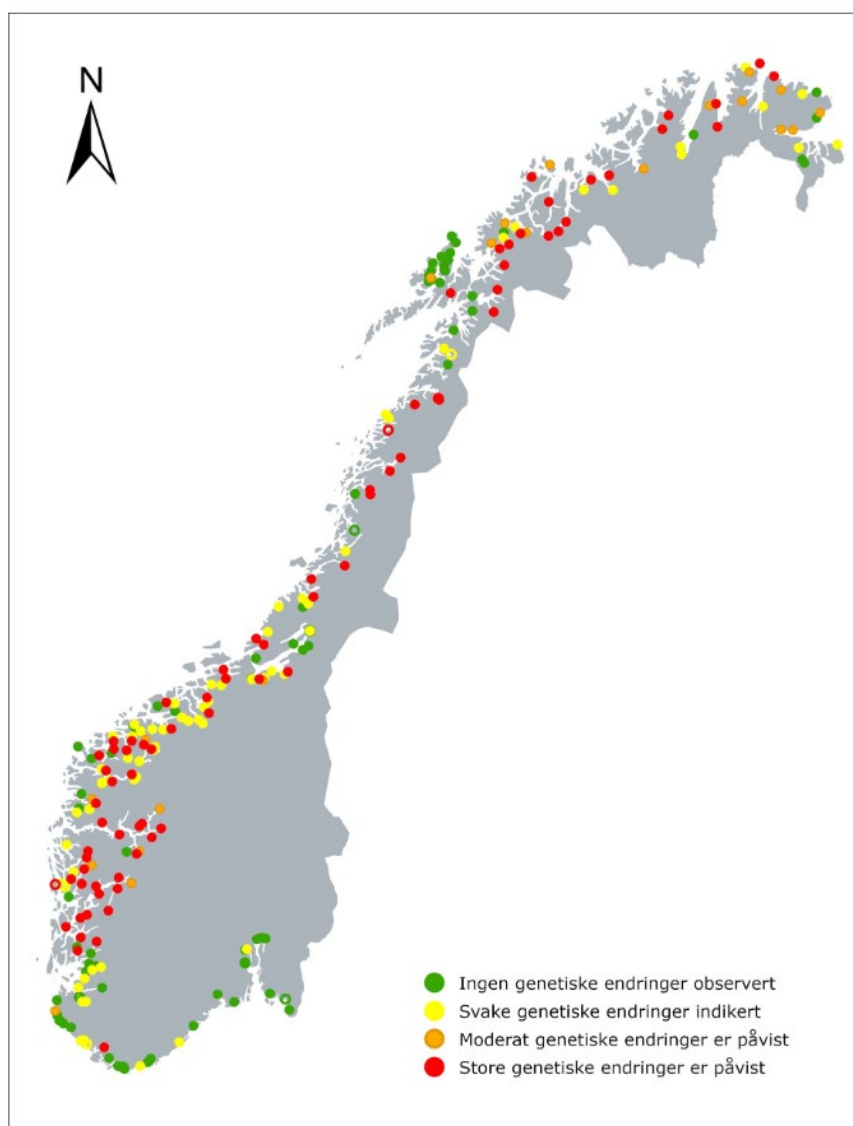 N
Ingen genetiske endringer observert
Svake genetiske endringer indikert
Moderat genetiske endringer er påvist
Store genetiske endringer er påvist